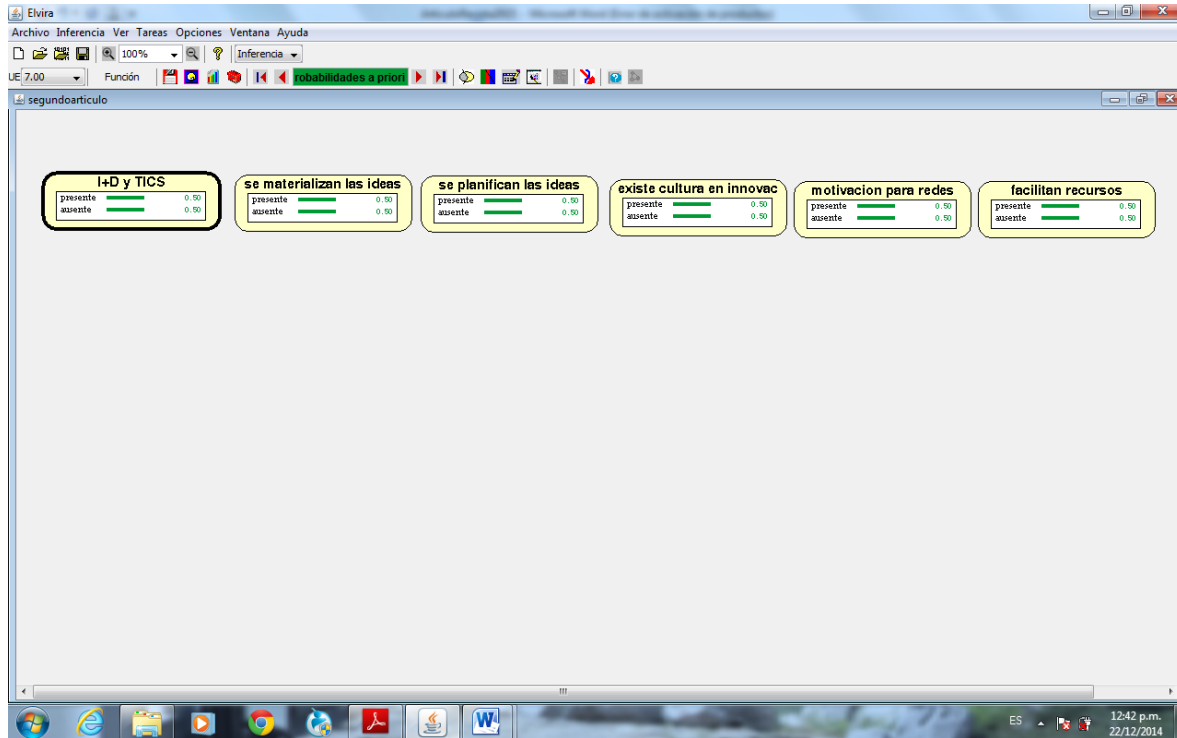 Elvira
Archivo Inferencia Ver Tareas Opciones Ventana Ayuda
100% Inferencia
UE 7.00 Función robabilidades a priori
segundoarticulo
I+D y TICS
presente 0.50
ausente 0.50
se materializan las ideas
presente 0.50
ausente 0.50
se planifican las ideas
presente 0.50
ausente 0.50
existe cultura en innovac
presente 0.50
ausente 0.50
motivacion para redes
presente 0.50
ausente 0.50
facilitan recursos
presente 0.50
ausente 0.50
ES 12:42 p.m.
22/12/2014